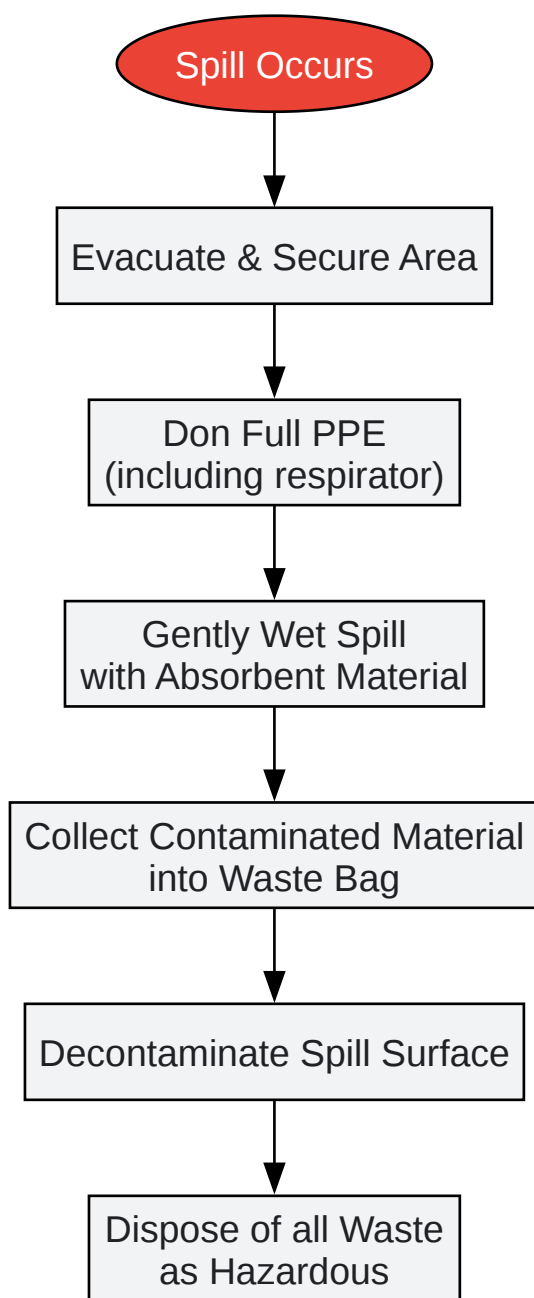 Spill Occurs
Evacuate & Secure Area
Don Full PPE
(including respirator)
Gently Wet Spill
with Absorbent Material
Collect Contaminated Material
into Waste Bag
Decontaminate Spill Surface
Dispose of all Waste
as Hazardous